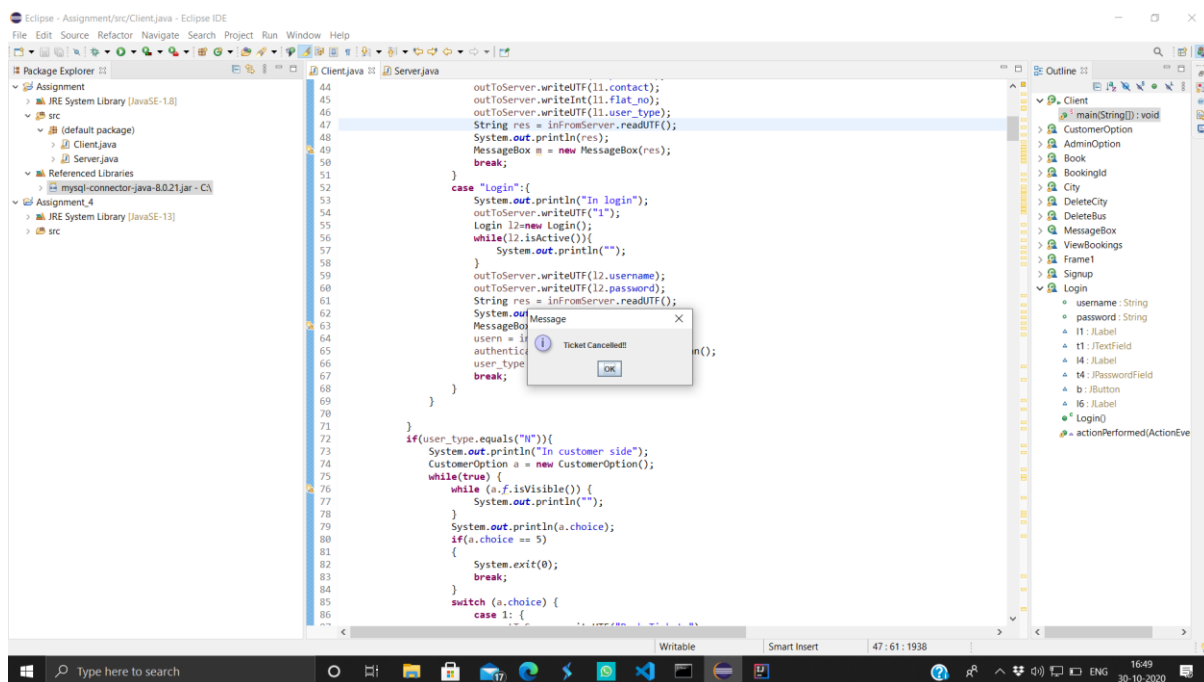 Eclipse - Assignment/src/Client.java - Eclipse IDE
File Edit Source Refactor Navigate Search Project Run Window Help
Package Explorer
Assignment
JRE System Library [JavaSE-1.8]
src
(default package)
Client.java
Server.java
Referenced Libraries
mysql-connector-java-8.0.21.jar - C:\
Assignment_4
JRE System Library [JavaSE-13]
src
Client.java Server.java
44 outToServer.writeUTF(l1.contact);
45 outToServer.writeInt(l1.flat_no);
46 outToServer.writeUTF(l1.user_type);
47 String res = inFromServer.readUTF();
48 System.out.println(res);
49 MessageBox m = new MessageBox(res);
50 break;
51 }
52 case "Login":{
53 System.out.println("In login");
54 outToServer.writeUTF("1");
55 Login l2=new Login();
56 while(l2.isActive()){
57 System.out.println("");
58 }
59 outToServer.writeUTF(l2.username);
60 outToServer.writeUTF(l2.password);
61 String res = inFromServer.readUTF();
62 System.out
63 MessageBox
64 usern = in
65 authentica n();
66 user_type
67 break;
68 }
69 }
70
71 }
72 if(user_type.equals("N")){
73 System.out.println("In customer side");
74 CustomerOption a = new CustomerOption();
75 while(true) {
76 while (a.f.isVisible()) {
77 System.out.println("");
78 }
79 System.out.println(a.choice);
80 if(a.choice == 5)
81 {
82 System.exit(0);
83 break;
84 }
85 switch (a.choice) {
86 case 1: {
Message
Ticket Cancelled!!
OK
Outline
Client
main(String[]) : void
CustomerOption
AdminOption
Book
BookingId
City
DeleteCity
DeleteBus
MessageBox
ViewBookings
Frame1
Signup
Login
username : String
password : String
l1 : JLabel
t1 : JTextField
l4 : JLabel
t4 : JPasswordField
b : JButton
l6 : JLabel
Login()
actionPerformed(ActionEve
Writable Smart Insert 47 : 61 : 1938
Type here to search
17
ENG
16:49
30-10-2020